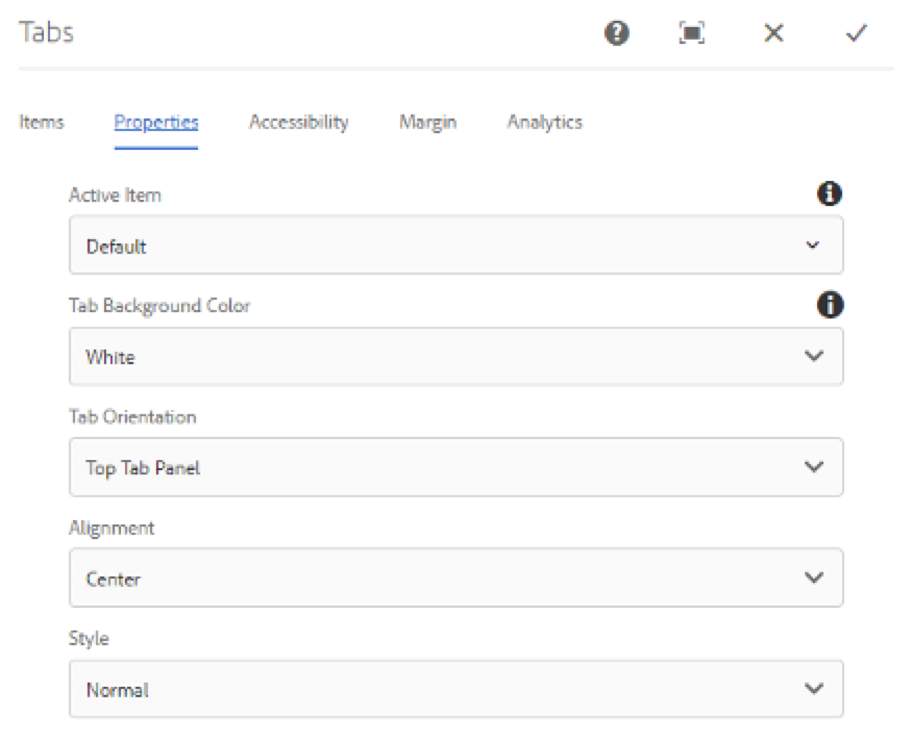 Tabs
Items Properties Accessibility Margin Analytics
Active Item
Default
Tab Background Color
White
Tab Orientation
Top Tab Panel
Alignment
Center
Style
Normal